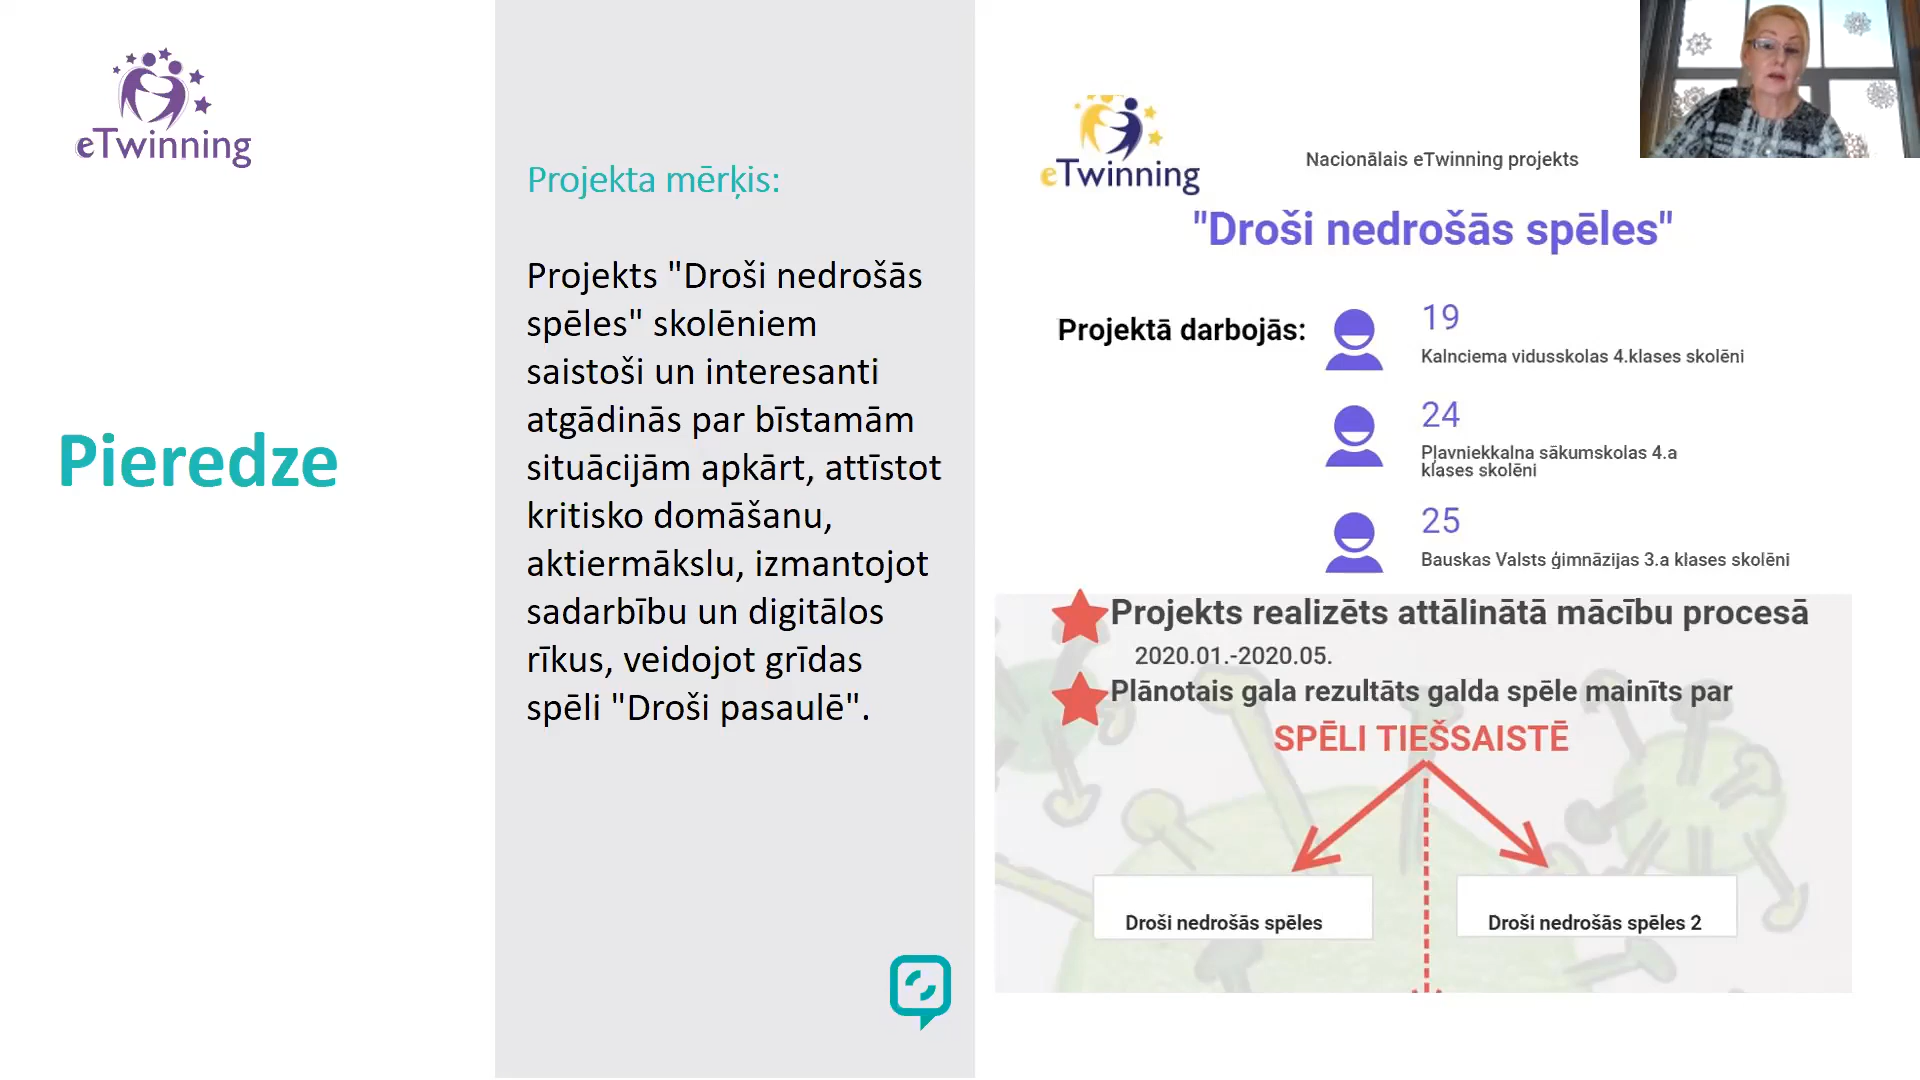 eTwinning
Pieredze
Projekta mērķis:
Projekts "Droši nedrošās
spēles" skolēniem
saistoši un interesanti
atgādinās par bīstamām
situācijām apkārt, attīstot
kritisko domāšanu,
aktiermākslu, izmantojot
sadarbību un digitālos
rīkus, veidojot grīdas
spēli "Droši pasaulē".
eTwinning
Nacionālais eTwinning projekts
"Droši nedrošās spēles"
Projektā darbojās:
19
Kalnciema vidusskolas 4.klases skolēni
24
Pļavniekkalna sākumskolas 4.a
klases skolēni
25
Bauskas Valsts ģimnāzijas 3.a klases skolēni
Projekts realizēts attālinātā mācību procesā
2020.01.-2020.05.
Plānotais gala rezultāts galda spēle mainīts par
SPĒLI TIEŠSAISTĒ
Droši nedrošās spēles
Droši nedrošās spēles 2